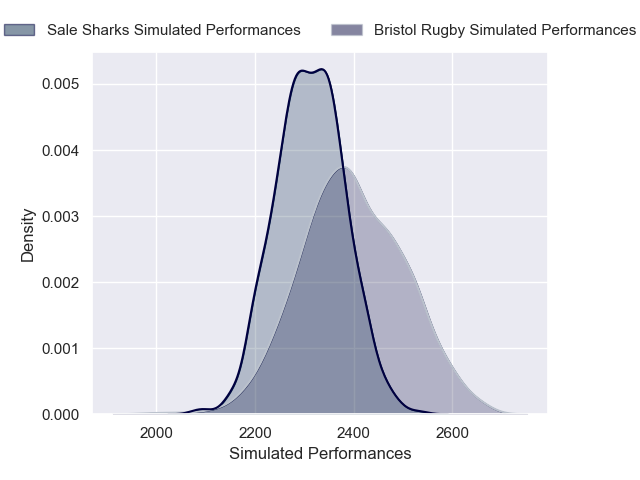 Sale Sharks Simulated Performances
Bristol Rugby Simulated Performances
0.005
0.004
0.003
0.002
0.001
0.000
Density
2000
2200
2400
2600
Simulated Performances